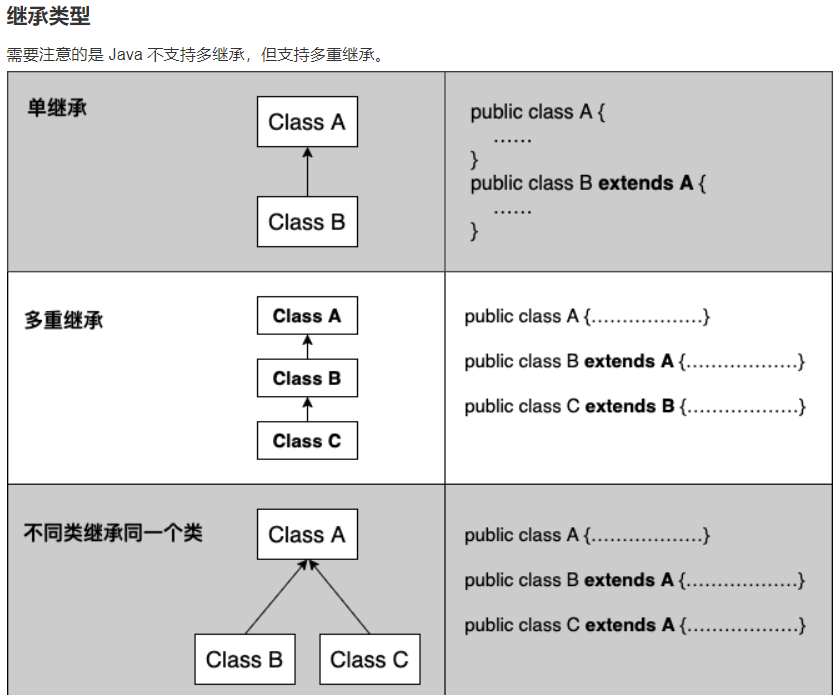 继承类型
需要注意的是 Java 不支持多继承，但支持多重继承。
单继承
Class A
Class B
public class A {
......
}
public class B extends A {
......
}
多重继承
Class A
Class B
Class C
public class A {..................}
public class B extends A {..................}
public class C extends B {..................}
不同类继承同一个类
Class A
Class B
Class C
public class A {..................}
public class B extends A {..................}
public class C extends A {..................}